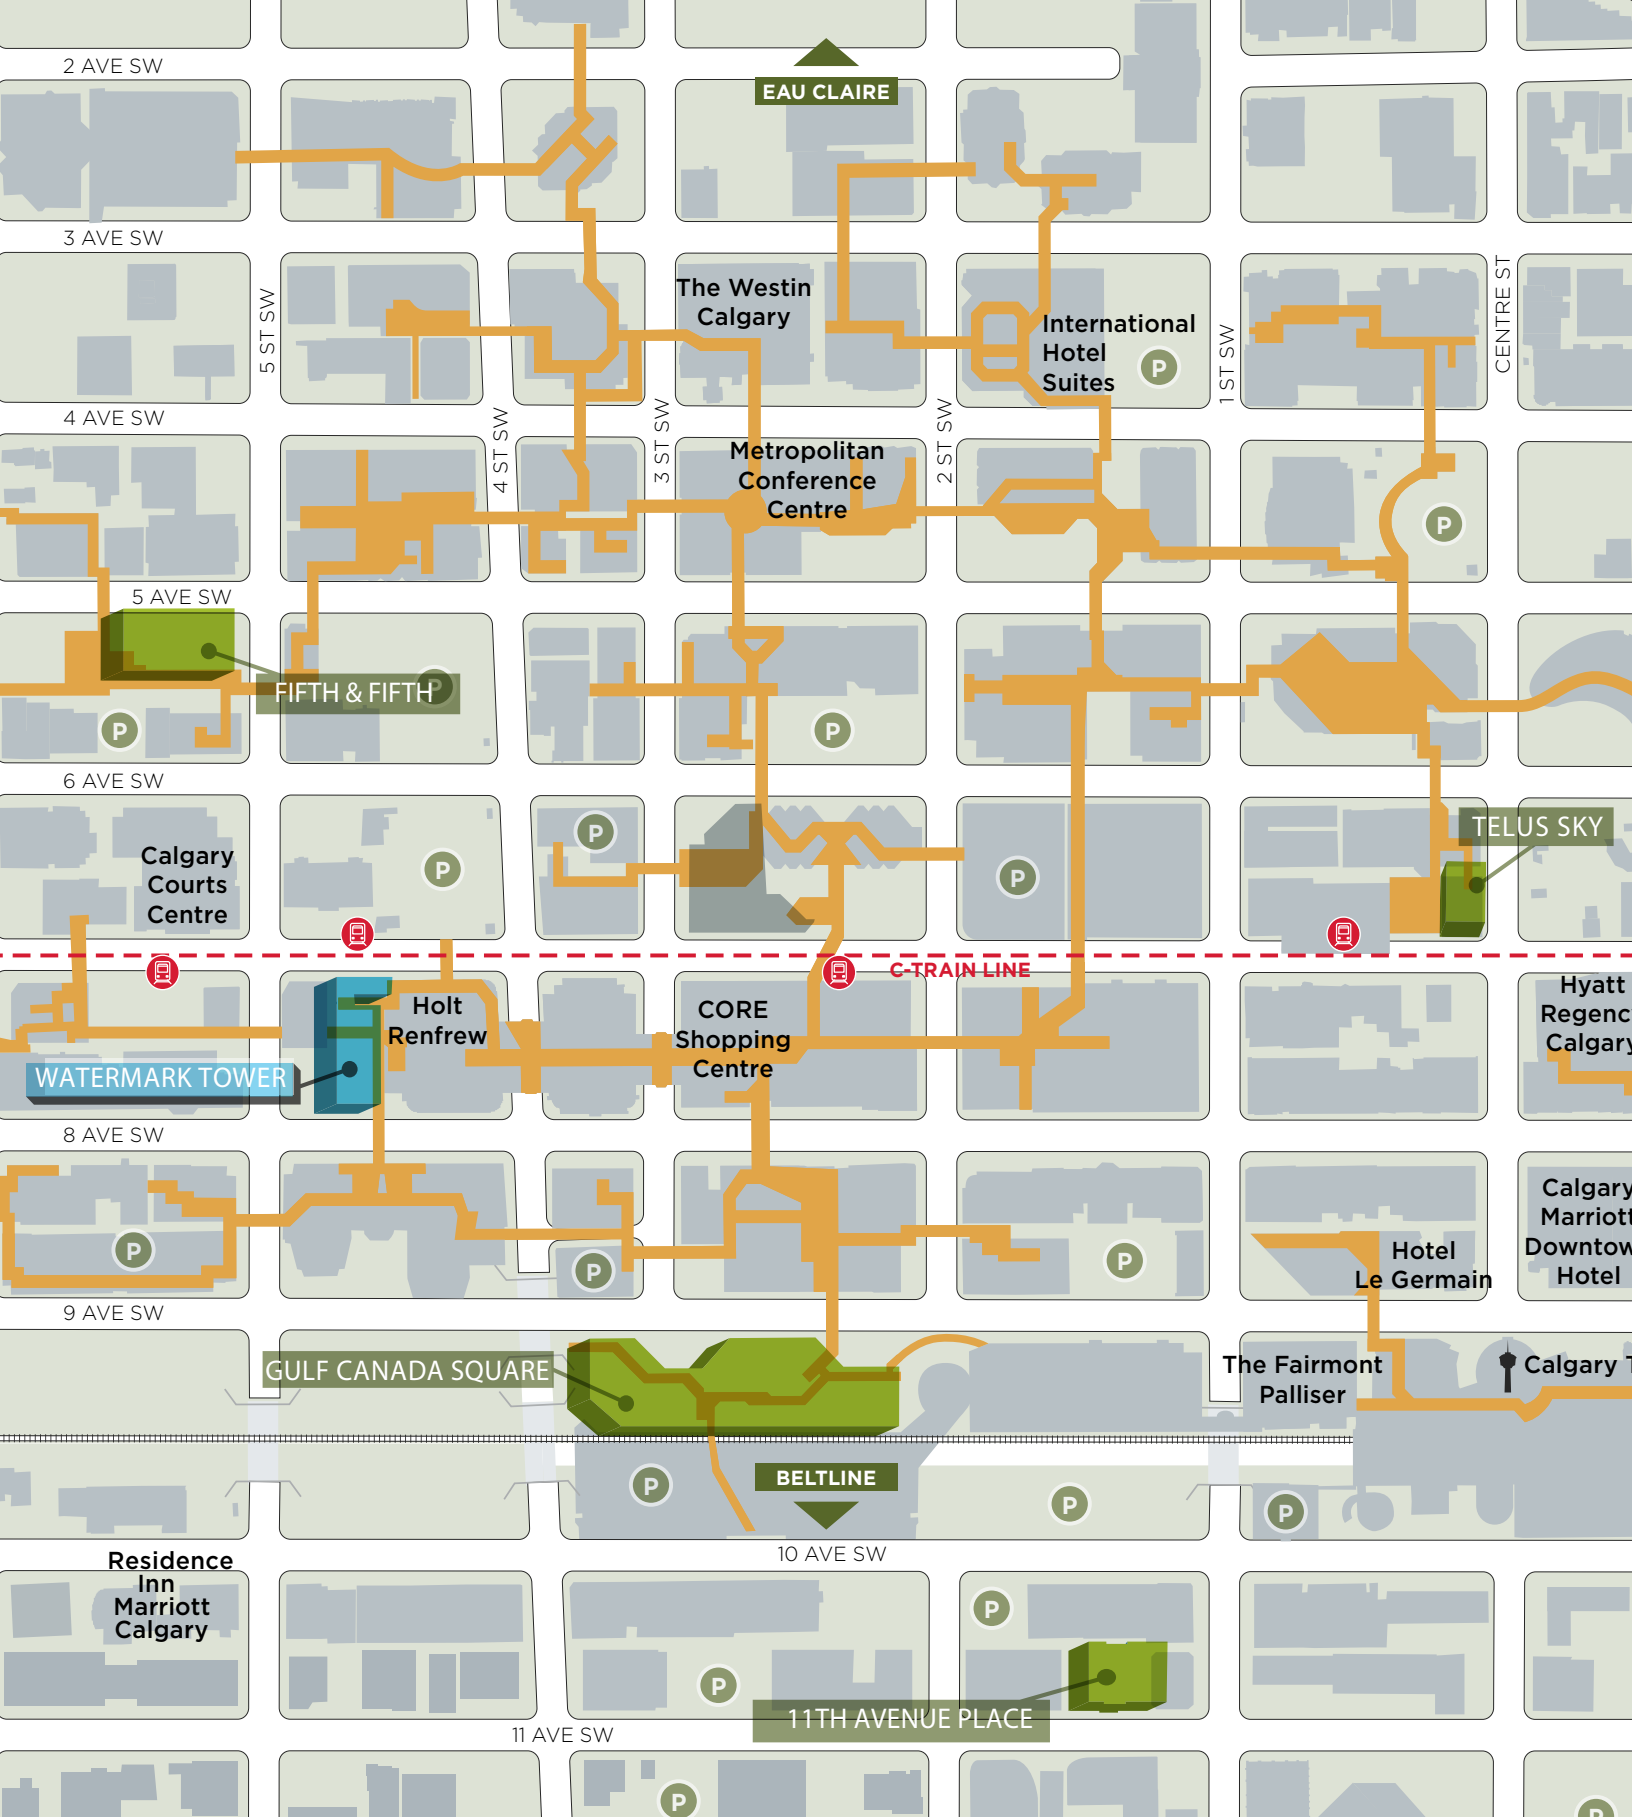 2 AVE SW
EAU CLAIRE
3 AVE SW
5 ST SW
The Westin
Calgary
International
Hotel
Suites
P
1 ST SW
CENTRE ST
4 AVE SW
4 ST SW
3 ST SW
2 ST SW
Metropolitan
Conference
Centre
P
5 AVE SW
FIFTH & FIFTH
P
P
P
6 AVE SW
TELUS SKY
P
Calgary
Courts
Centre
P
P
C-TRAIN LINE
Holt
Renfrew
CORE
Shopping
Centre
Hyatt
Regenc
Calgary
WATERMARK TOWER
8 AVE SW
Calgary
Marriott
Downtow
Hotel
P
P
P
Hotel
Le Germain
9 AVE SW
GULF CANADA SQUARE
The Fairmont
Palliser
Calgary T
P
BELTLINE
P
P
10 AVE SW
Residence
Inn
Marriott
Calgary
P
P
11TH AVENUE PLACE
11 AVE SW
P
P